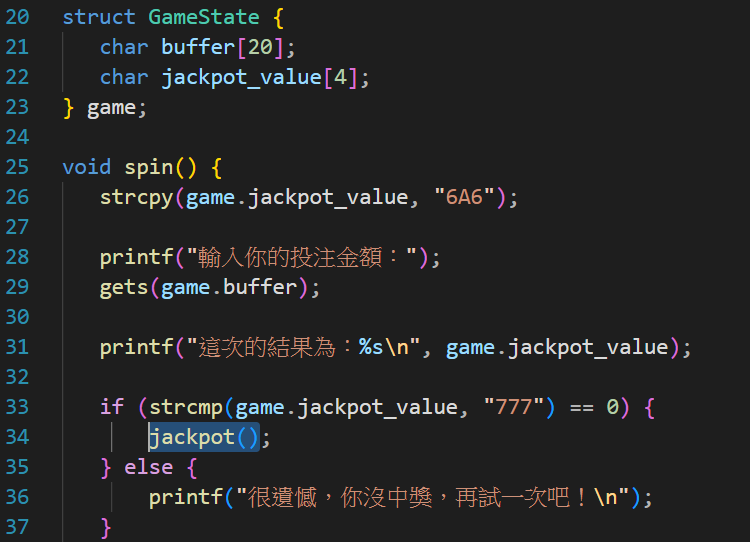 20 struct GameState {
21 char buffer[20];
22 char jackpot_value[4];
23 } game;
24
25 void spin() {
26 strcpy(game.jackpot_value, "6A6");
27
28 printf("輸入你的投注金額：");
29 gets(game.buffer);
30
31 printf("這次的結果為：%s\n", game.jackpot_value);
32
33 if (strcmp(game.jackpot_value, "777") == 0) {
34 jackpot();
35 } else {
36 printf("很遺憾，你沒中獎，再試一次吧！\n");
37 }